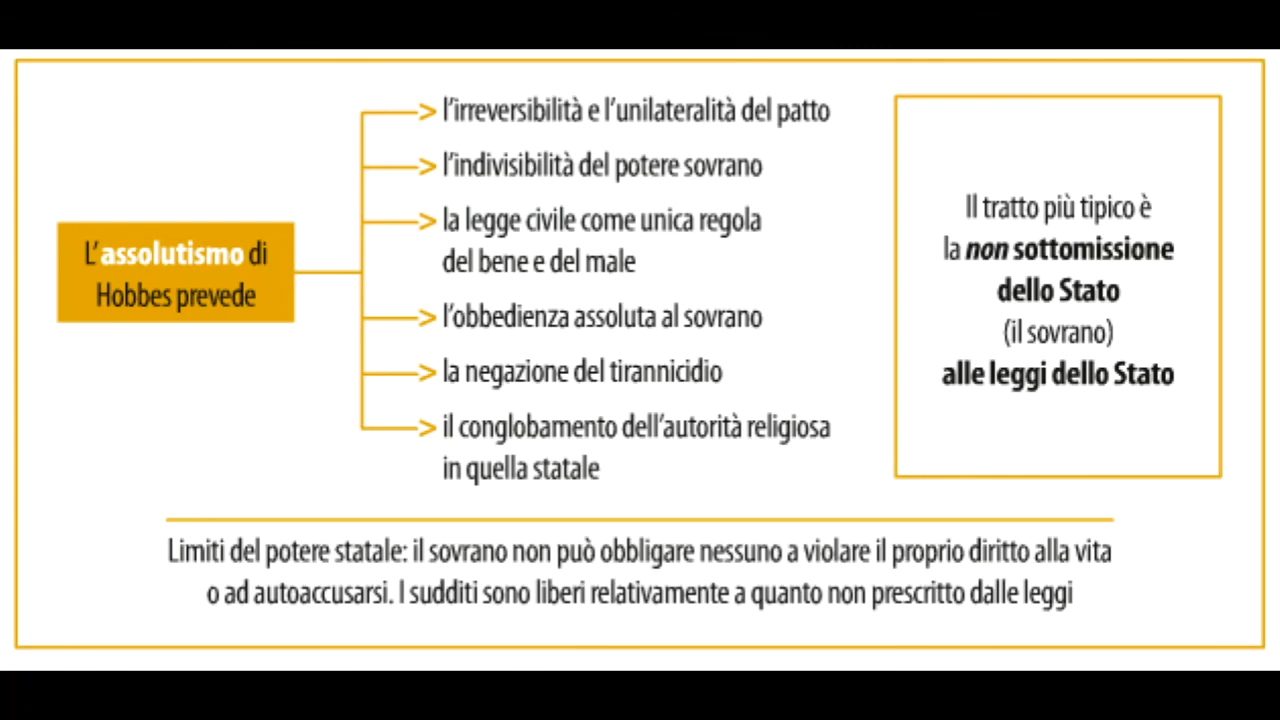 L'assolutismo di
Hobbes prevede
> l'irreversibilità e l'unilateralità del patto
> l'indivisibilità del potere sovrano
> la legge civile come unica regola
del bene e del male
> l'obbedienza assoluta al sovrano
> la negazione del tirannicidio
> il conglobamento dell'autorità religiosa
in quella statale
Il tratto più tipico è
la non sottomissione
dello Stato
(il sovrano)
alle leggi dello Stato
Limiti del potere statale: il sovrano non può obbligare nessuno a violare il proprio diritto alla vita
o ad autoaccusarsi. I sudditi sono liberi relativamente a quanto non prescritto dalle leggi